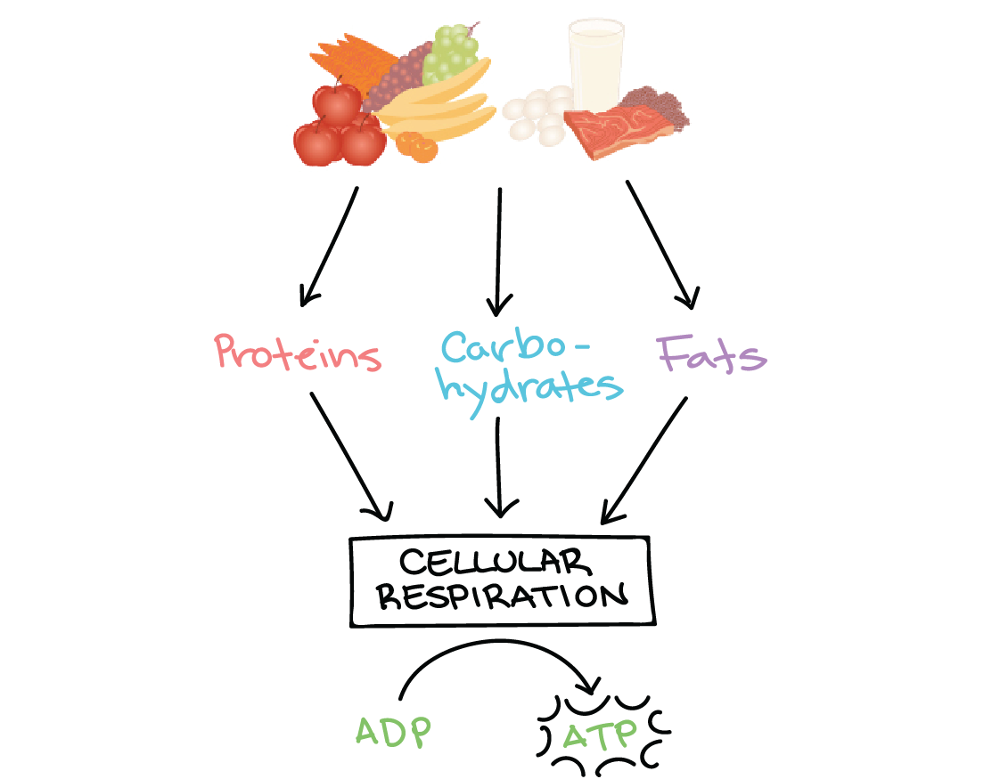 Proteins
Carbo-
hydrates
Fats
CELLULAR
RESPIRATION
ADP
ATP